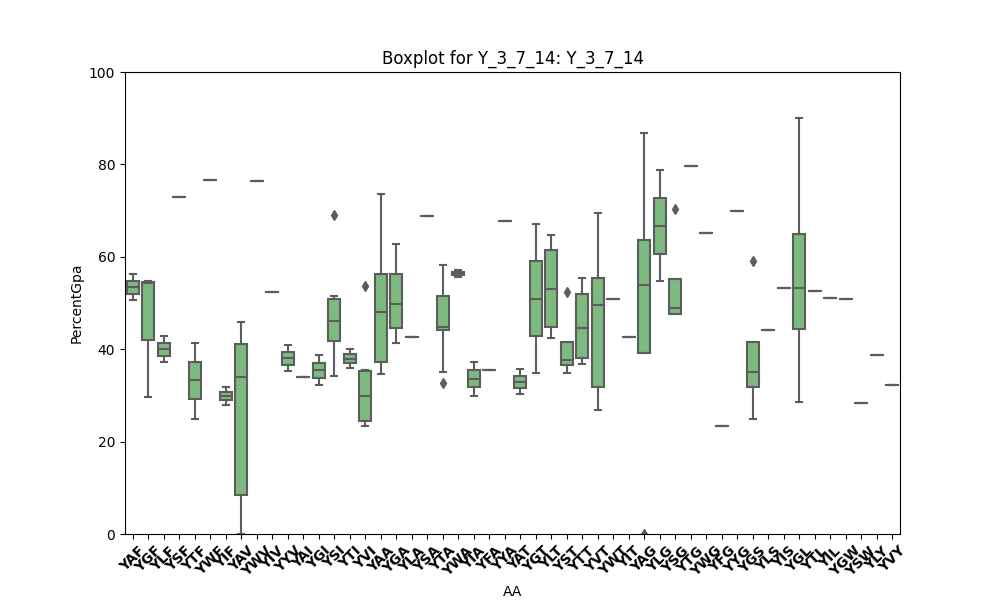 Boxplot for Y_3_7_14: Y_3_7_14
PercentGpa
100
80
60
40
20
0
YAF YGF YLF YSF YTF YWF YIF YAV YWV YIV YYV YAI YGI YSI YTI YVI YAA YGA YLA YSA YTA YWA YIA YFA YAT YGT YLT YST YTT YVT YWT YIT YAG YLG YSG YTG YWG YFG YYG YGS YLS YIS YGL YTL YIL YGW YSW YLY YVY
AA